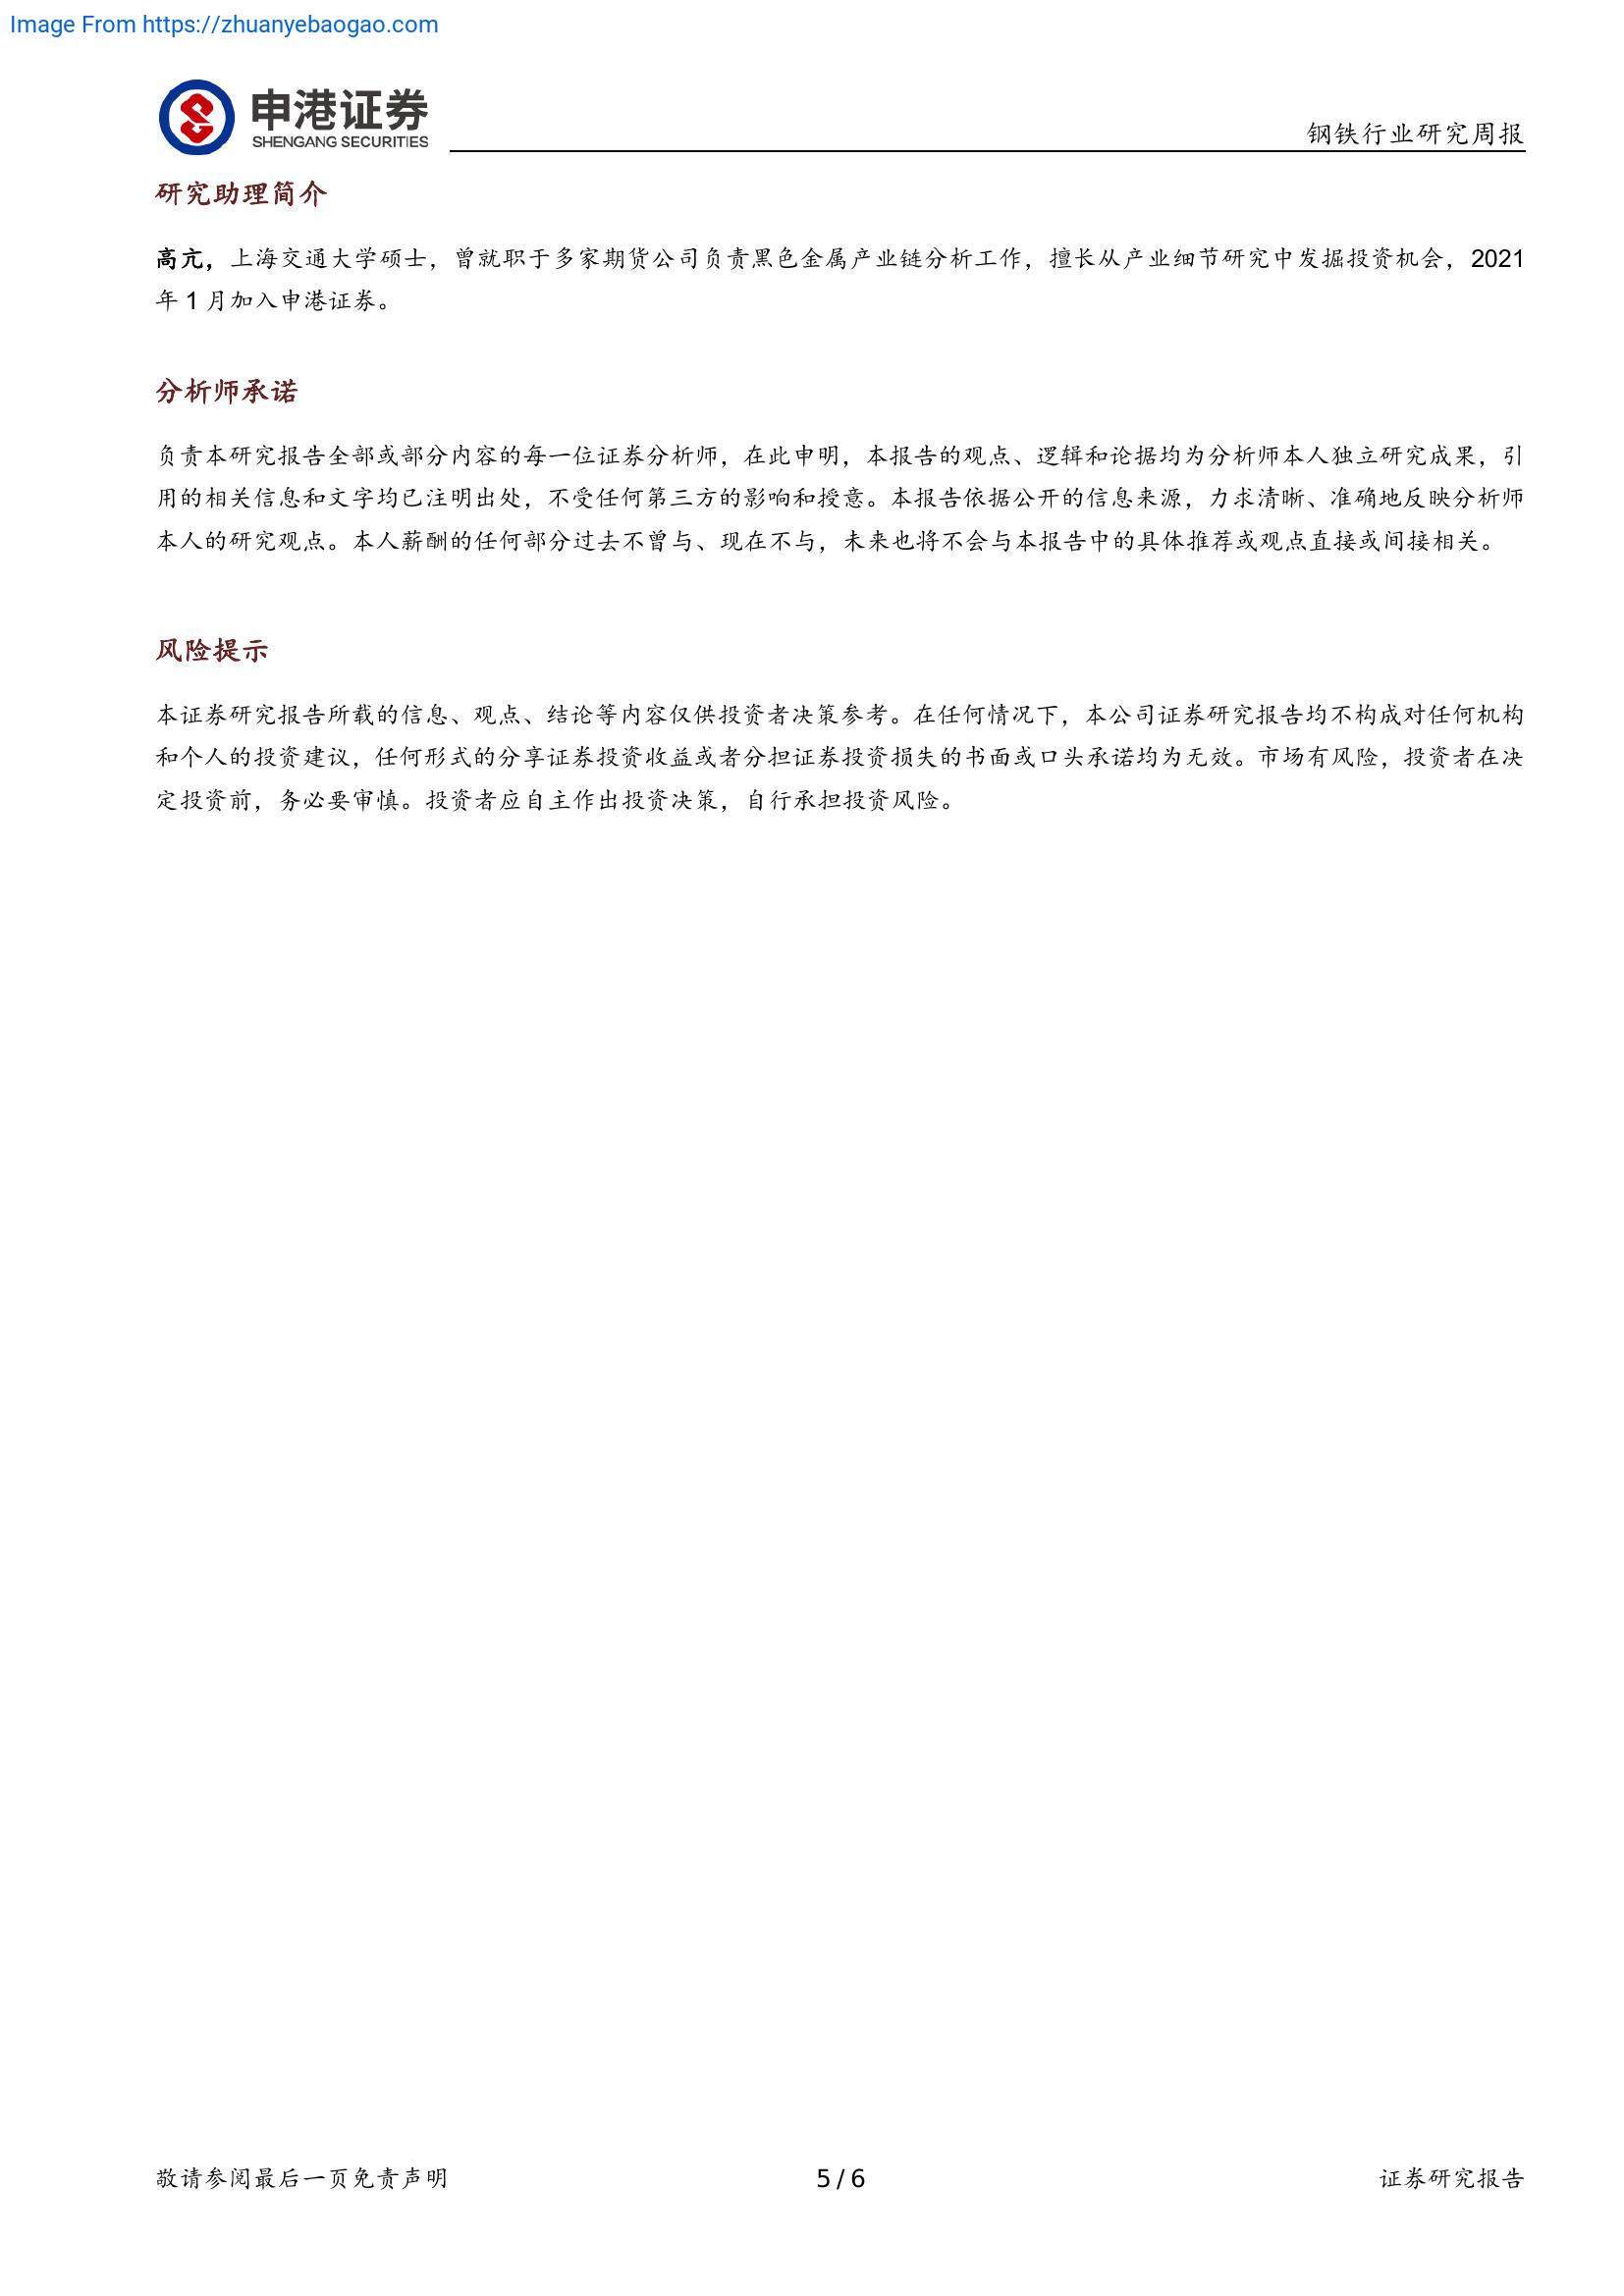 Image From https://zhuanyebaogao.com
申港证券
SHENGANG SECURITIES
钢铁行业研究周报
研究助理简介
高亢，上海交通大学硕士，曾就职于多家期货公司负责黑色金属产业链分析工作，擅长从产业细节研究中发掘投资机会，2021
年 1 月加入申港证券。
分析师承诺
负责本研究报告全部或部分内容的每一位证券分析师，在此申明，本报告的观点、逻辑和论据均为分析师本人独立研究成果，引
用的相关信息和文字均已注明出处，不受任何第三方的影响和授意。本报告依据公开的信息来源，力求清晰、准确地反映分析师
本人的研究观点。本人薪酬的任何部分过去不曾与、现在不与，未来也将不会与本报告中的具体推荐或观点直接或间接相关。
风险提示
本证券研究报告所载的信息、观点、结论等内容仅供投资者决策参考。在任何情况下，本公司证券研究报告均不构成对任何机构
和个人的投资建议，任何形式的分享证券投资收益或者分担证券投资损失的书面或口头承诺均为无效。市场有风险，投资者在决
定投资前，务必要审慎。投资者应自主作出投资决策，自行承担投资风险。
敬请参阅最后一页免责声明
5 / 6
证券研究报告